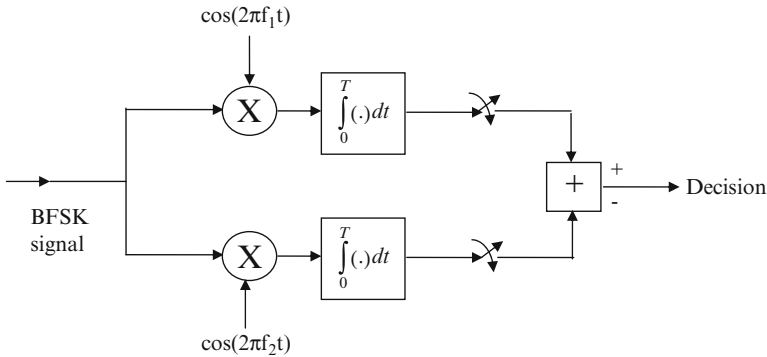 cos(2πf₁t)
X
T
∫(.)dt
0
+
+
-
Decision
BFSK
signal
X
T
∫(.)dt
0
cos(2πf₂t)